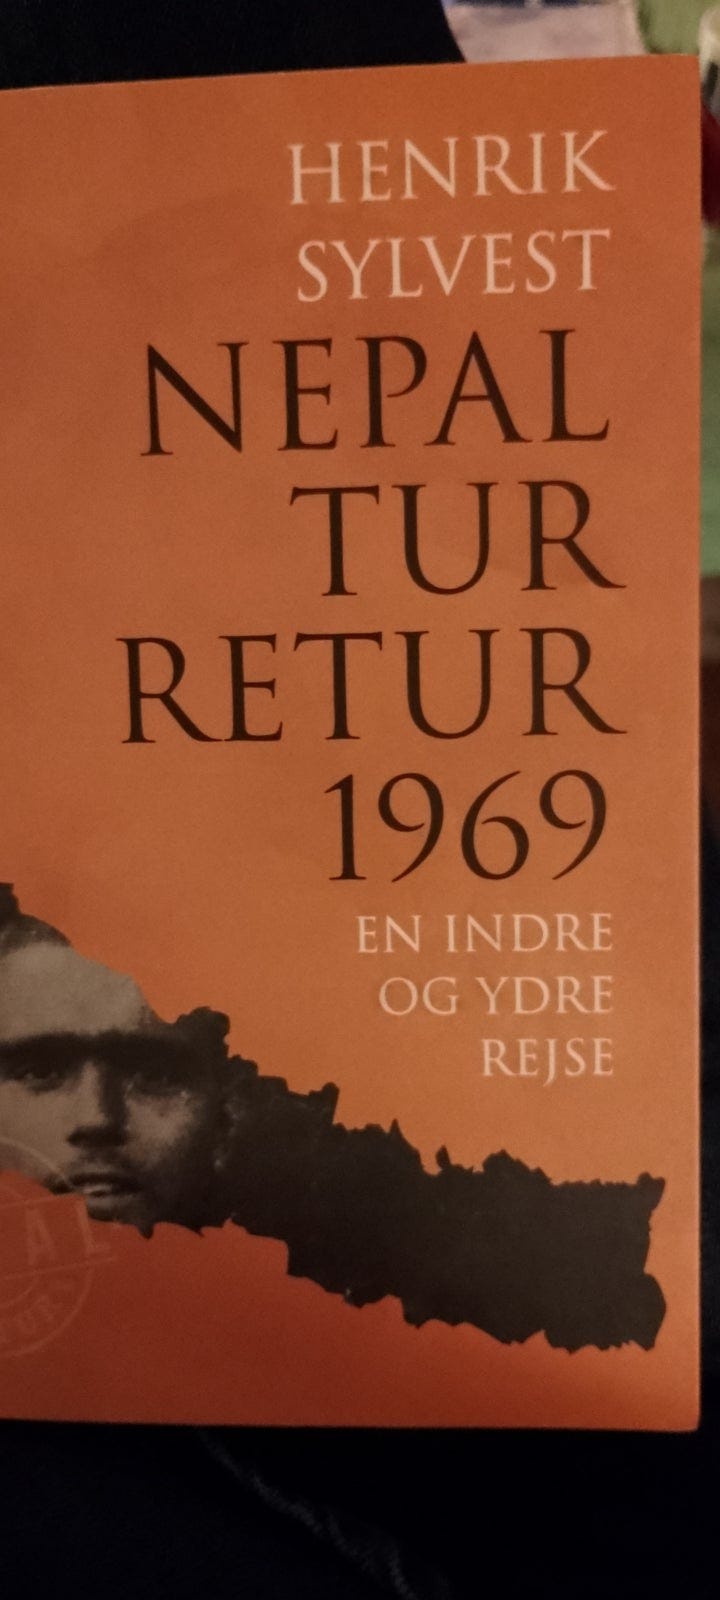 HENRIK
SYLVEST
NEPAL
TUR
RETUR
1969
EN INDRE
OG YDRE
REJSE